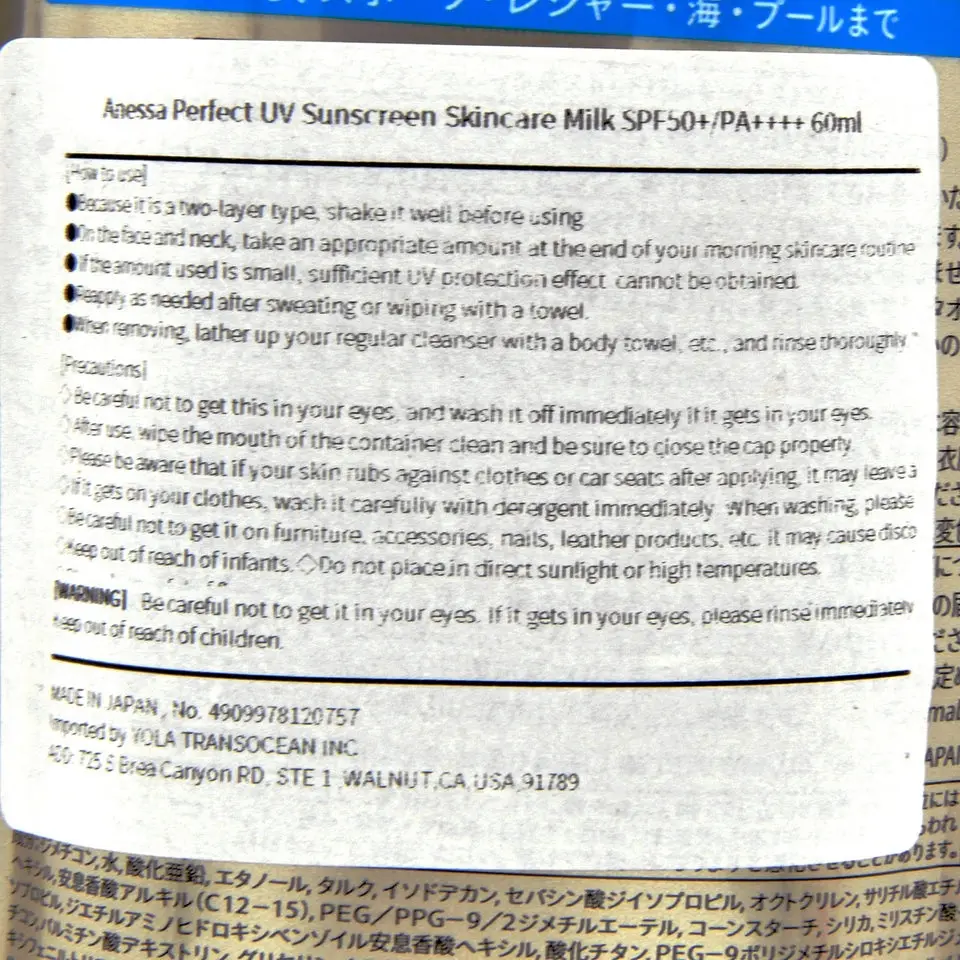 ・海・プールまで
Anessa Perfect UV Sunscreen Skincare Milk SPF50+/PA++++ 60ml
[How to use]
●Because it is a two-layer type, shake it well before using
●On the face and neck, take an appropriate amount at the end of your morning skincare routine
●If the amount used is small, sufficient UV protection effect cannot be obtained.
●Reapply as needed after sweating or wiping with a towel.
●When removing, lather up your regular cleanser with a body towel, etc., and rinse thoroughly
[Precautions]
◇Be careful not to get this in your eyes, and wash it off immediately if it gets in your eyes.
◇After use, wipe the mouth of the container clean and be sure to close the cap properly.
◇Please be aware that if your skin rubs against clothes or car seats after applying, it may leave a
◇If it gets on your clothes, wash it carefully with detergent immediately. When washing, please
◇Be careful not to get it on furniture, accessories, nails, leather products, etc. it may cause disco
◇Keep out of reach of infants. ◇Do not place in direct sunlight or high temperatures.
[WARNING] Be careful not to get it in your eyes. If it gets in your eyes, please rinse immediately
Keep out of reach of children.
MADE IN JAPAN , No. 4909978120757
Imported by YOLA TRANSOCEAN INC
ADD: 725 S Brea Canyon RD, STE 1 ,WALNUT,CA,USA,91789
ジメチコン,水,酸化亜鉛,エタノール,タルク,イソドデカン,セバシン酸ジイソプロピル,オクトクリレン,サリチル酸エチル
ヘキシル,安息香酸アルキル(C12-15),PEG/PPG-9/2ジメチルエーテル,コーンスターチ,シリカ,ミリスチン酸
ソプロピル,ジエチルアミノヒドロキシベンゾイル安息香酸ヘキシル,酸化チタン,PEG-9ポリジメチルシロキシエチルジメ
チコン,パルミチン酸デキストリン,グリセリン